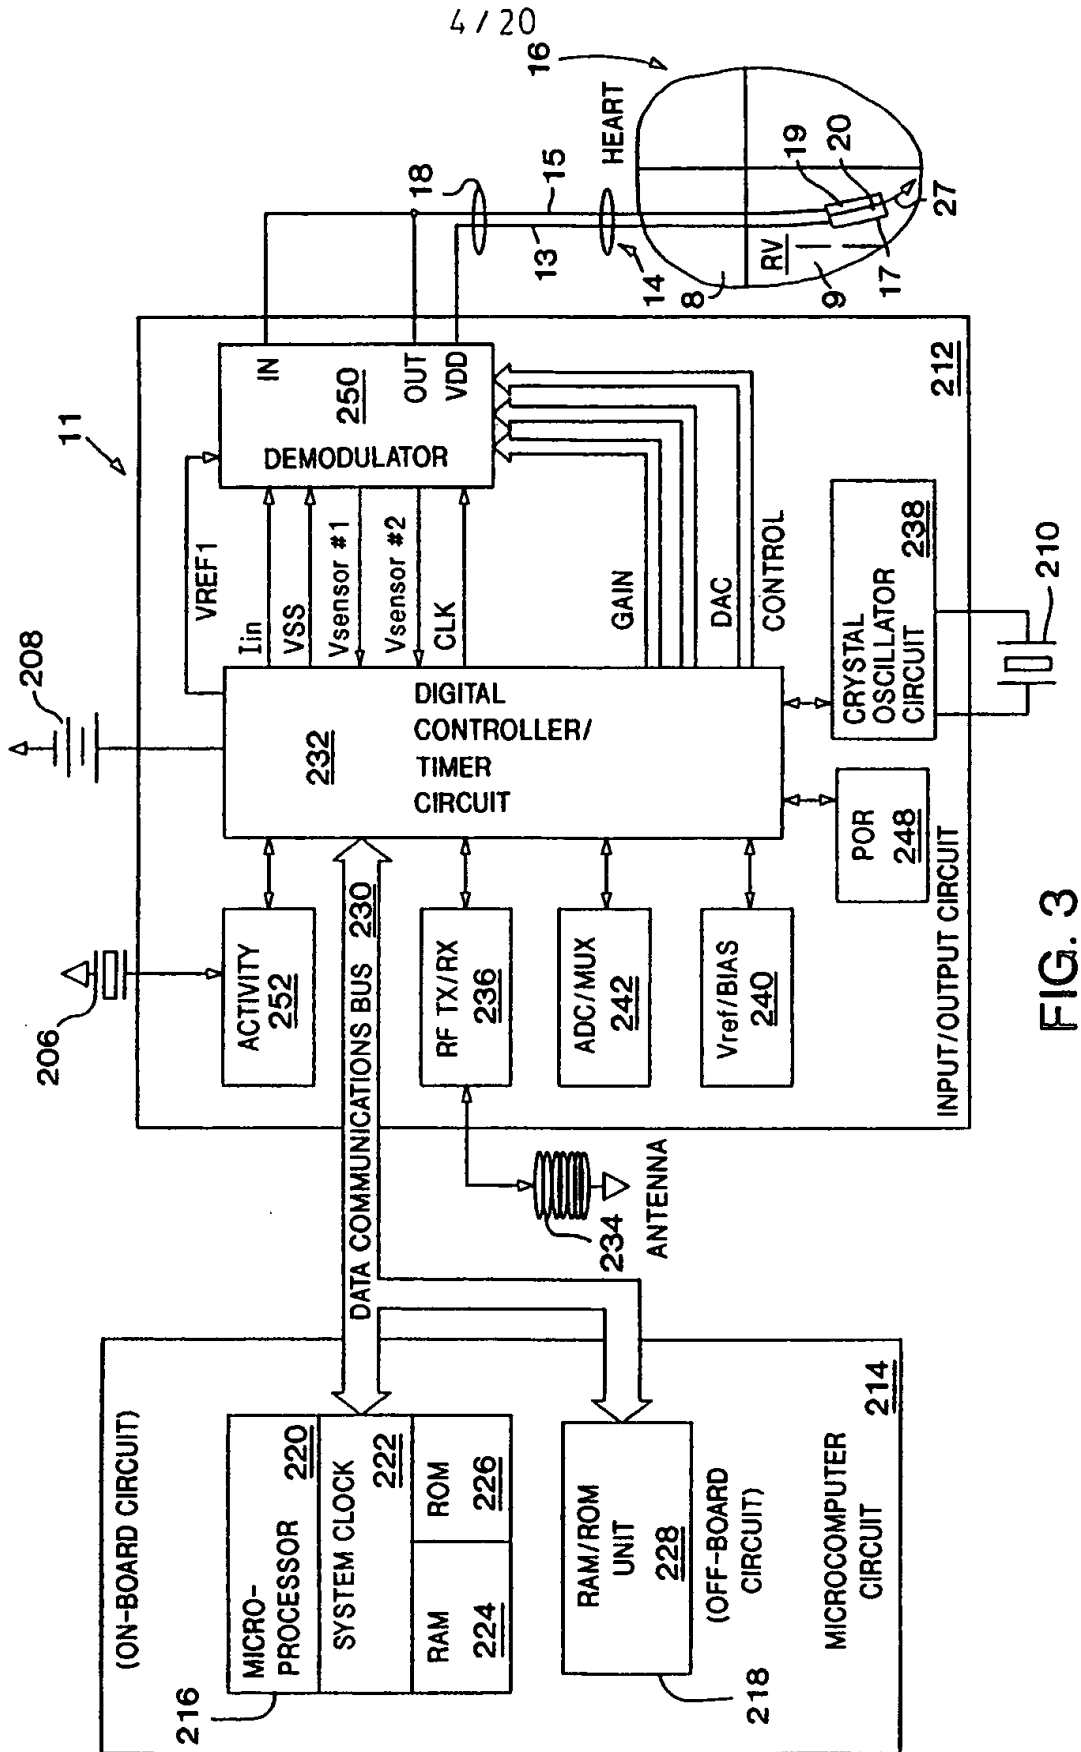 4/20
(ON-BOARD CIRCUIT)
216
MICRO-
PROCESSOR 220
SYSTEM CLOCK 222
RAM
224
ROM
226
RAM/ROM
UNIT
228
218
(OFF-BOARD
CIRCUIT)
MICROCOMPUTER
CIRCUIT
214
DATA COMMUNICATIONS BUS 230
234
ANTENNA
206
ACTIVITY
252
RF TX/RX
236
ADC/MUX
242
Vref/BIAS
240
INPUT/OUTPUT CIRCUIT
208
232
DIGITAL
CONTROLLER/
TIMER
CIRCUIT
POR
248
CRYSTAL
OSCILLATOR
CIRCUIT
238
210
VREF1
Iin
VSS
Vsensor #1
Vsensor #2
CLK
GAIN
DAC
CONTROL
11
DEMODULATOR
250
IN
OUT
VDD
212
18
13
15
14
HEART
16
8
RV
9
17
19
20
27
FIG. 3